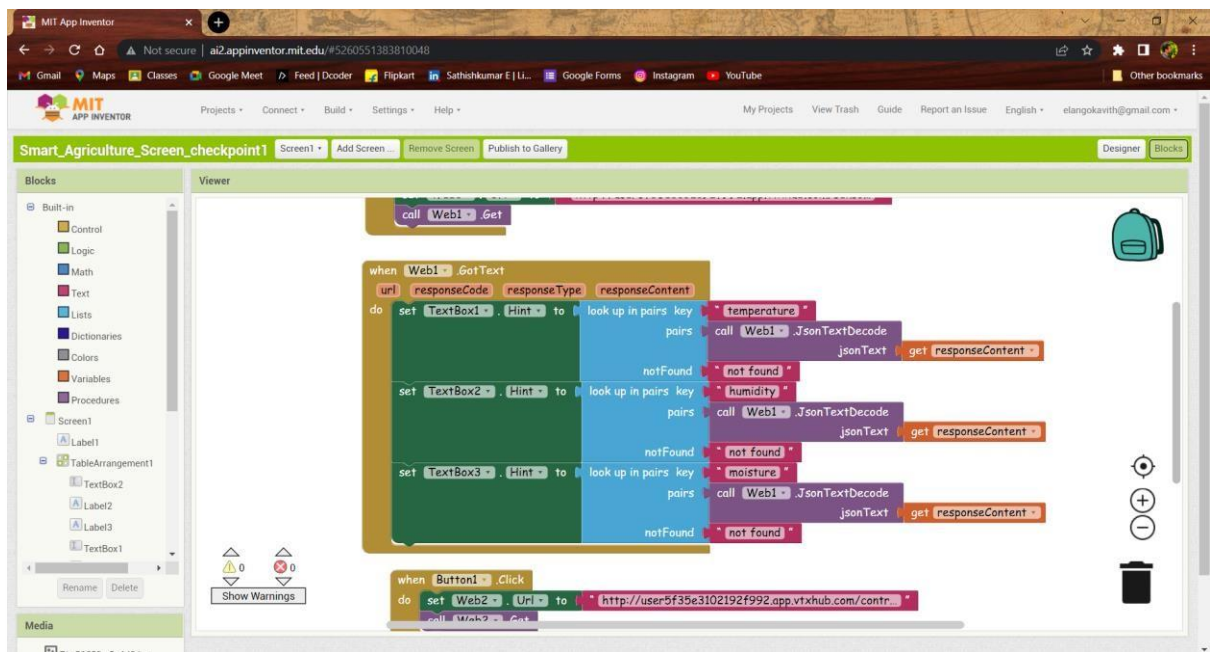 MIT App Inventor
Not secure | ai2.appinventor.mit.edu/#5260551383810048
Gmail Maps Classes Google Meet Feed | Dcoder Flipkart Sathishkumar E | Li... Google Forms Instagram YouTube Other bookmarks
MIT APP INVENTOR
Projects Connect Build Settings Help My Projects View Trash Guide Report an Issue English elangokavith@gmail.com
Smart_Agriculture_Screen_checkpoint1 Screen1 Add Screen ... Remove Screen Publish to Gallery Designer Blocks
Blocks
Built-in
Control
Logic
Math
Text
Lists
Dictionaries
Colors
Variables
Procedures
Screen1
Label1
TableArrangement1
TextBox2
Label2
Label3
TextBox1
Rename Delete
Media
Viewer
call Web1 .Get
when Web1 .GotText
url responseCode responseType responseContent
do set TextBox1 . Hint to look up in pairs key " temperature "
pairs call Web1 .JsonTextDecode
jsonText get responseContent
notFound " not found "
set TextBox2 . Hint to look up in pairs key " humidity "
pairs call Web1 .JsonTextDecode
jsonText get responseContent
notFound " not found "
set TextBox3 . Hint to look up in pairs key " moisture "
pairs call Web1 .JsonTextDecode
jsonText get responseContent
notFound " not found "
when Button1 .Click
do set Web2 . Url to " http://user5f35e3102192f992.app.vtxhub.com/contr... "
call Web2 .Get
0 0
Show Warnings